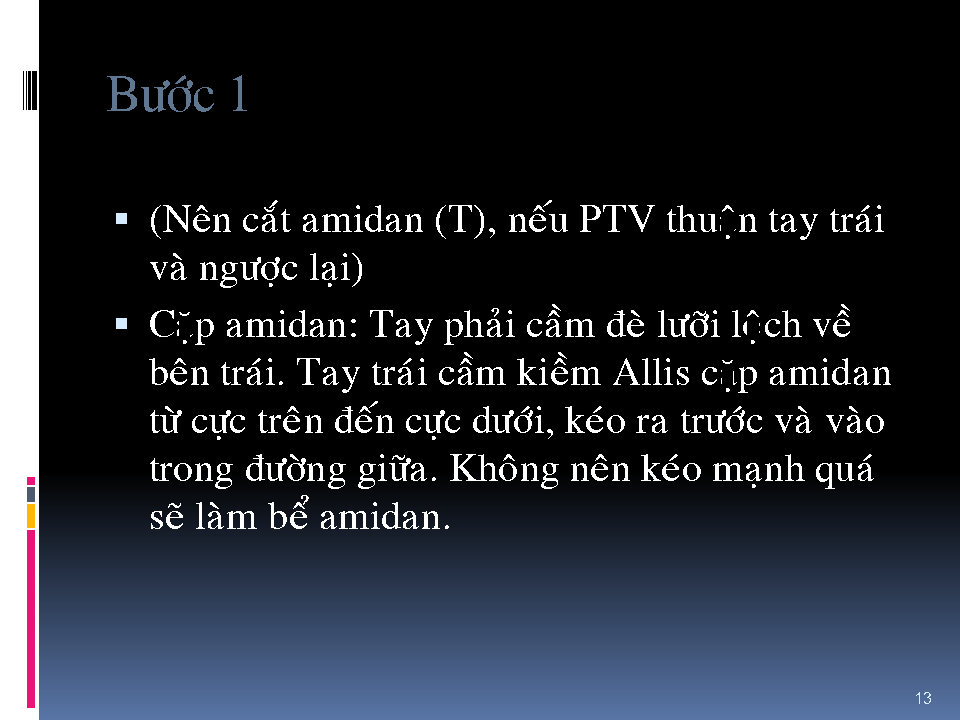 Bước 1
(Nên cắt amidan (T), nếu PTV thuận tay trái
và ngược lại)
Cặp amidan: Tay phải cầm đè lưỡi lệch về
bên trái. Tay trái cầm kiềm Allis cặp amidan
từ cực trên đến cực dưới, kéo ra trước và vào
trong đường giữa. Không nên kéo mạnh quá
sẽ làm bể amidan.
13